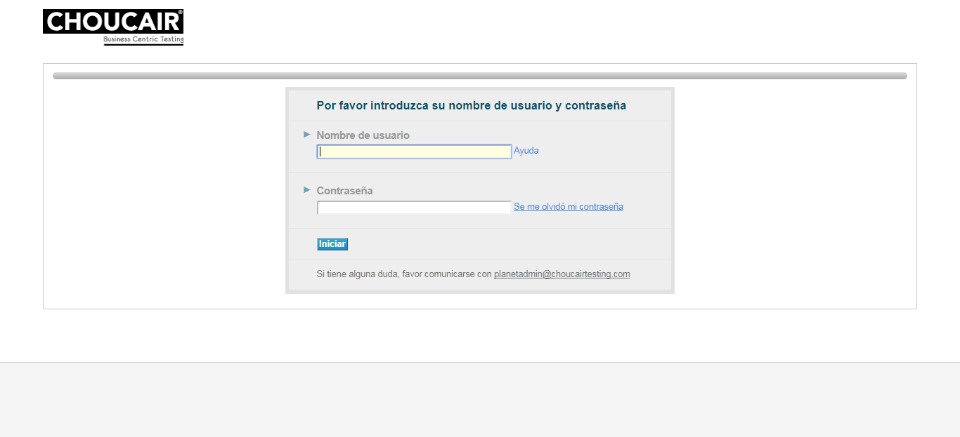 CHOUCAIR®
Business Centric Testing
Por favor introduzca su nombre de usuario y contraseña
Nombre de usuario
Ayuda
Contraseña
Se me olvidó mi contraseña
Iniciar
Si tiene alguna duda, favor comunicarse con planetadmin@choucairtesting.com